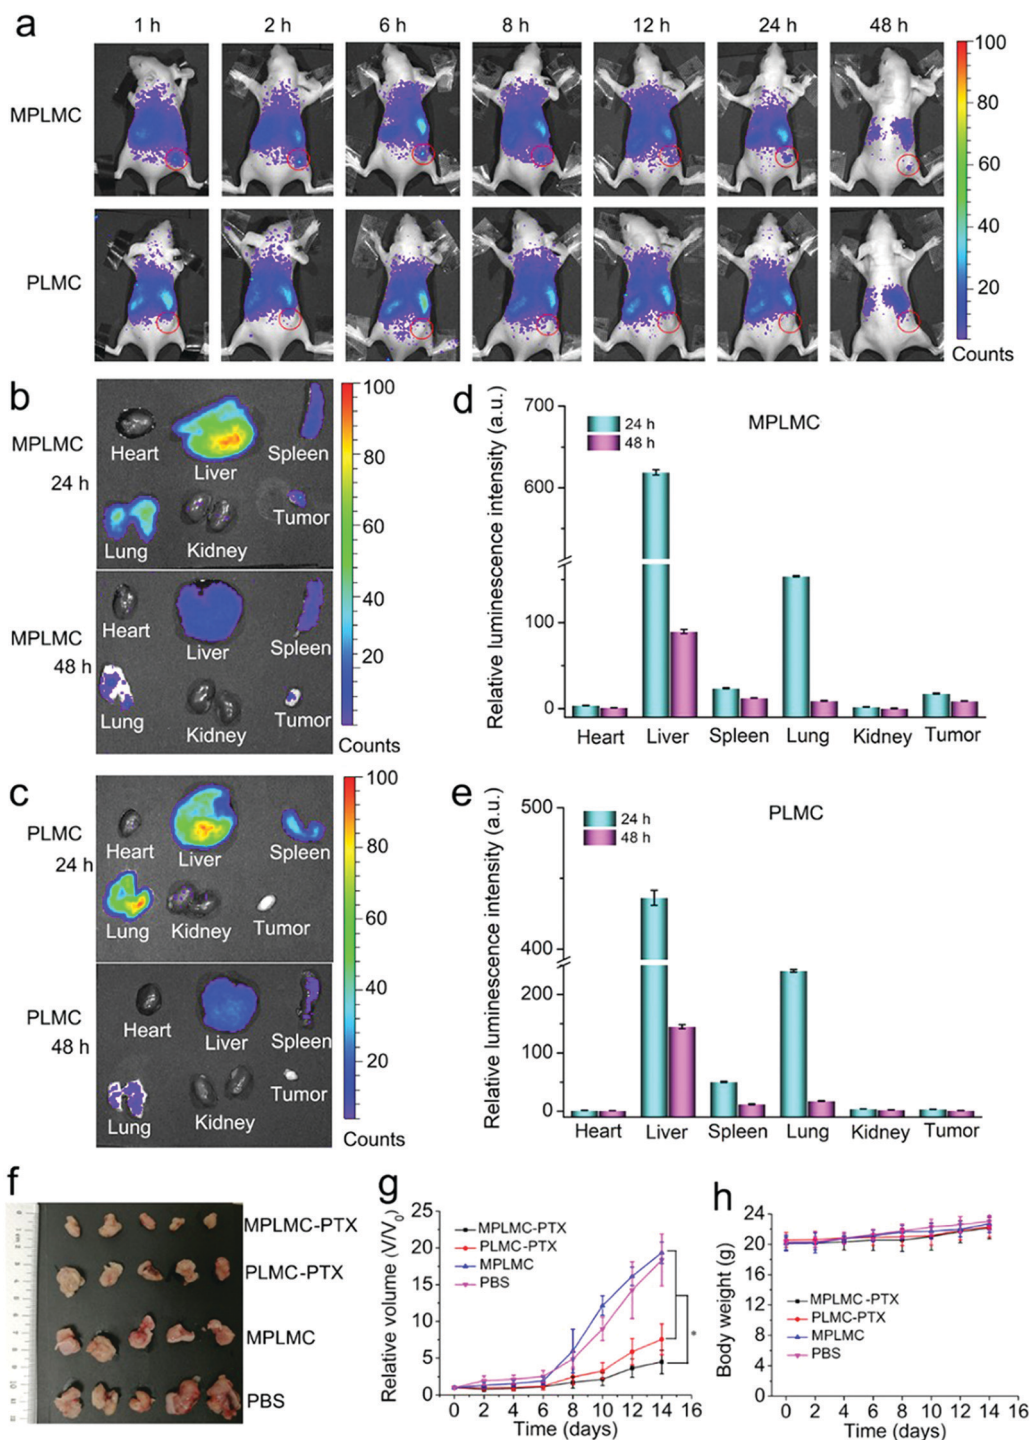 a
1 h 2 h 6 h 8 h 12 h 24 h 48 h
MPLMC
PLMC
100
80
60
40
20
Counts
b
MPLMC
24 h
Heart
Liver
Spleen
Lung
Kidney
Tumor
MPLMC
48 h
Heart
Liver
Spleen
Lung
Kidney
Tumor
100
80
60
40
20
Counts
c
PLMC
24 h
Heart
Liver
Spleen
Lung
Kidney
Tumor
PLMC
48 h
Heart
Liver
Spleen
Lung
Kidney
Tumor
100
80
60
40
20
Counts
d
Relative luminescence intensity (a.u.)
700
600
100
0
24 h
48 h
MPLMC
Heart Liver Spleen Lung Kidney Tumor
e
Relative luminescence intensity (a.u.)
500
400
200
100
0
24 h
48 h
PLMC
Heart Liver Spleen Lung Kidney Tumor
f
MPLMC-PTX
PLMC-PTX
MPLMC
PBS
g
Relative volume (V/V0)
25
20
15
10
5
0
MPLMC-PTX
PLMC-PTX
MPLMC
PBS
*
0 2 4 6 8 10 12 14 16
Time (days)
h
Body weight (g)
24
22
20
18
16
14
12
10
8
6
4
2
0
MPLMC-PTX
PLMC-PTX
MPLMC
PBS
0 2 4 6 8 10 12 14 16
Time (days)